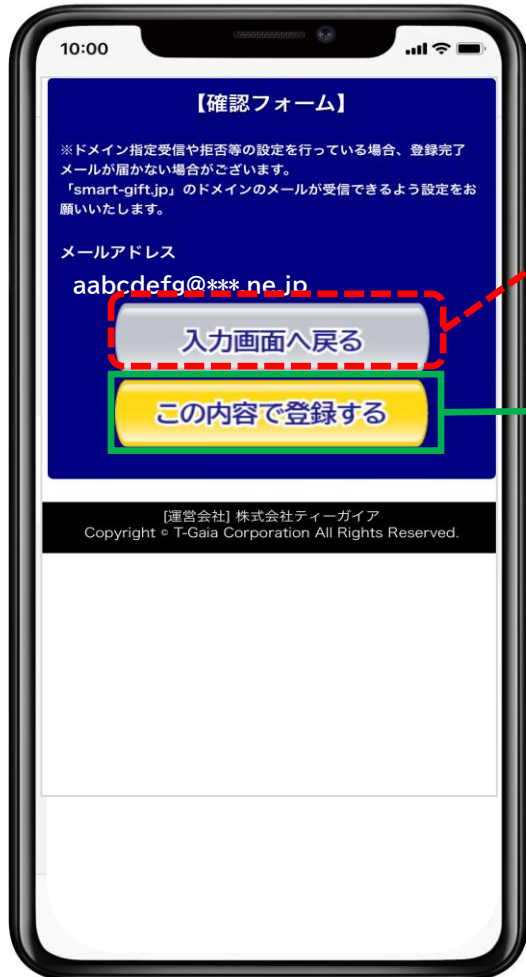 10:00
【確認フォーム】
※ドメイン指定受信や拒否等の設定を行っている場合、登録完了
メールが届かない場合がございます。
「smart-gift.jp」のドメインのメールが受信できるよう設定をお
願いいたします。
メールアドレス
aabcdefg@***.ne.jp
入力画面へ戻る
この内容で登録する
[運営会社] 株式会社ティーガイア
Copyright © T-Gaia Corporation All Rights Reserved.